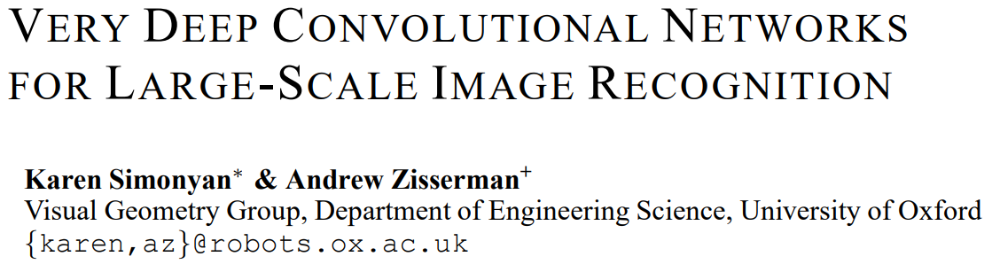 VERY DEEP CONVOLUTIONAL NETWORKS
FOR LARGE-SCALE IMAGE RECOGNITION
Karen Simonyan* & Andrew Zisserman+
Visual Geometry Group, Department of Engineering Science, University of Oxford
{karen,az}@robots.ox.ac.uk